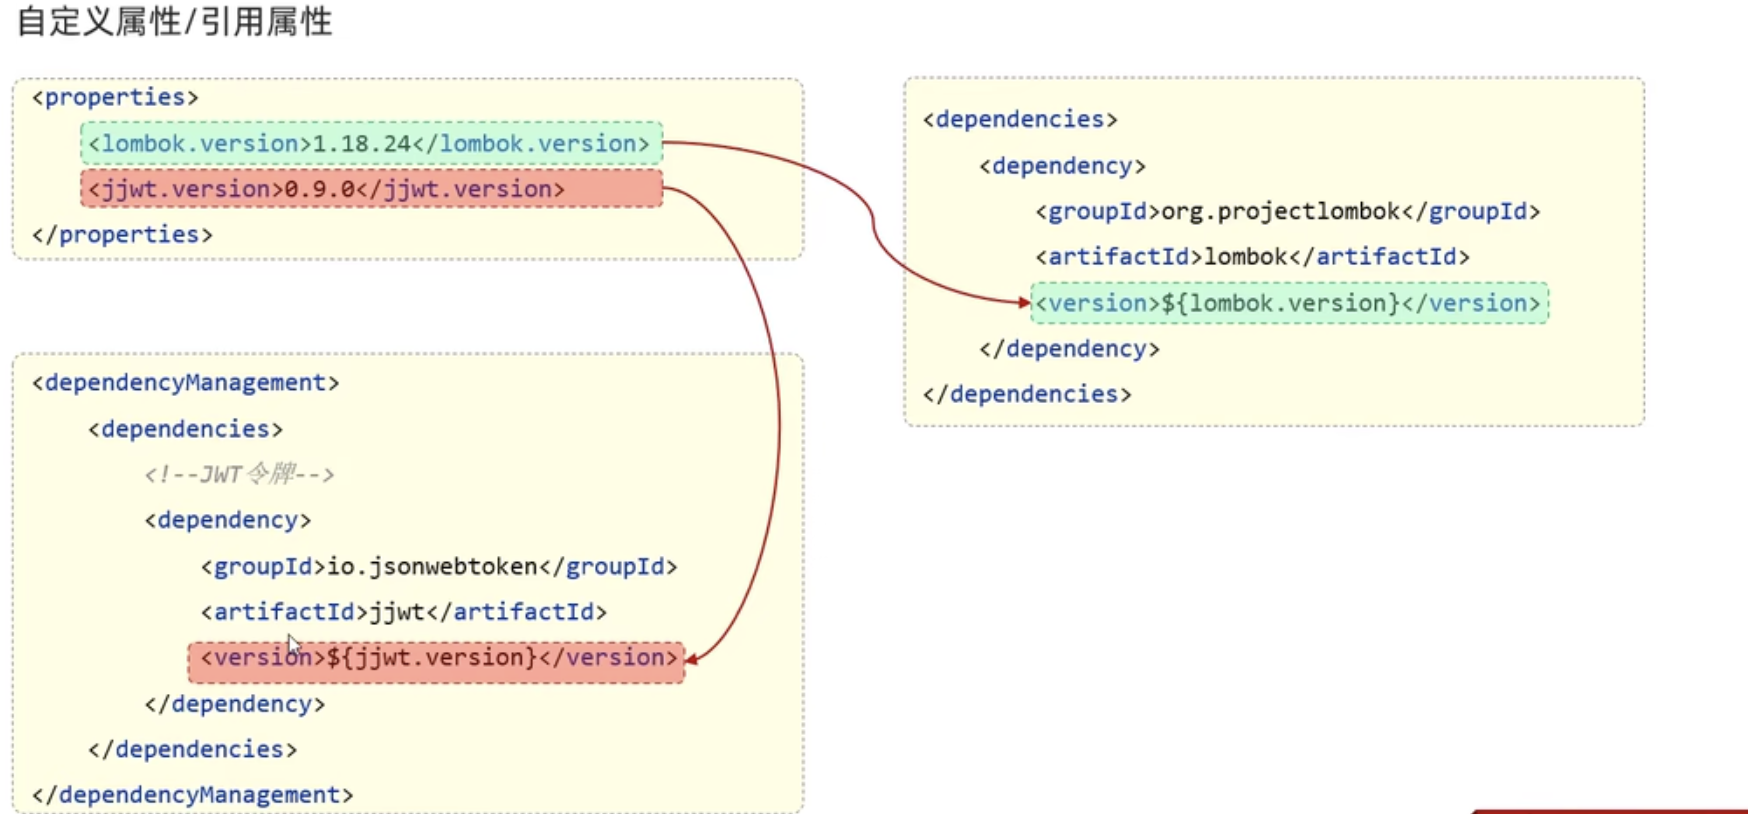 自定义属性/引用属性
<properties>
<lombok.version>1.18.24</lombok.version>
<jjwt.version>0.9.0</jjwt.version>
</properties>
<dependencyManagement>
<dependencies>
<!--JWT令牌-->
<dependency>
<groupId>io.jsonwebtoken</groupId>
<artifactId>jjwt</artifactId>
<version>${jjwt.version}</version>
</dependency>
</dependencies>
</dependencyManagement>
<dependencies>
<dependency>
<groupId>org.projectlombok</groupId>
<artifactId>lombok</artifactId>
<version>${lombok.version}</version>
</dependency>
</dependencies>